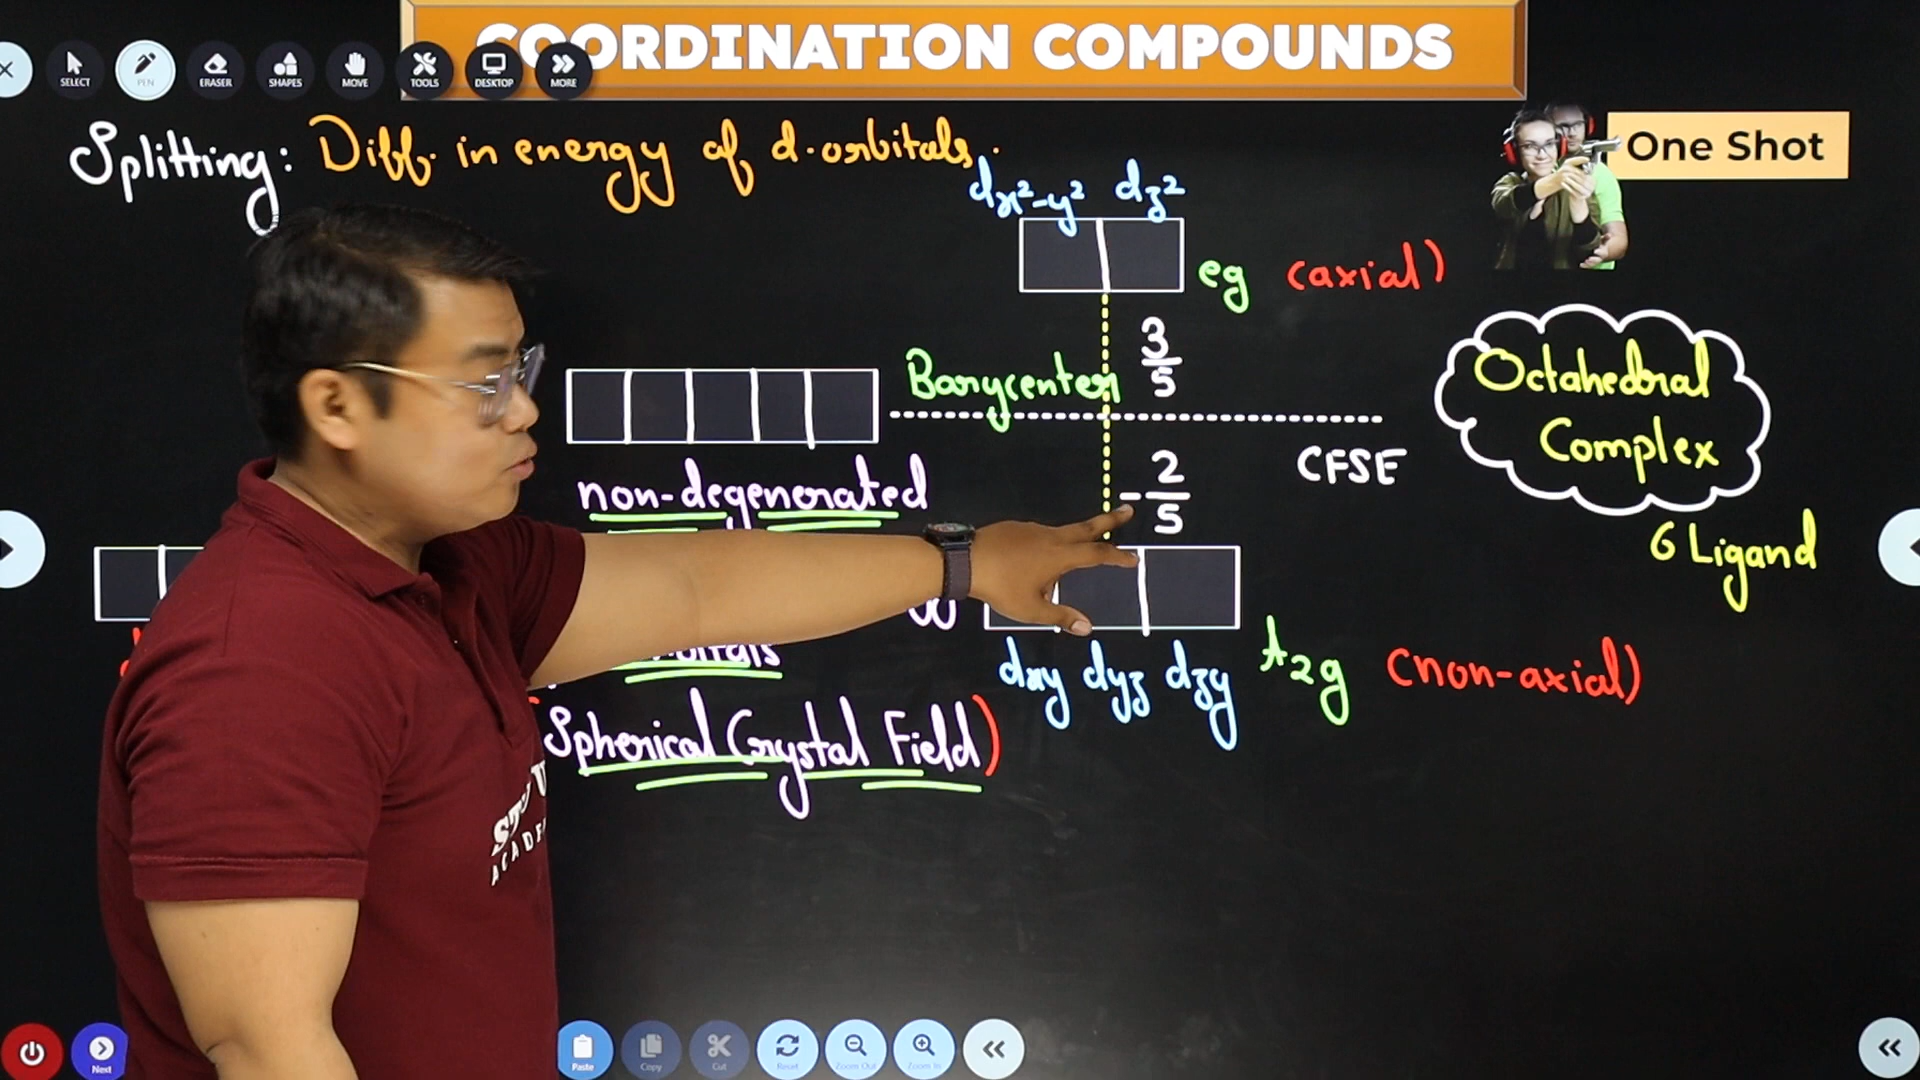 COORDINATION COMPOUNDS
SELECT
PEN
ERASER
SHAPES
MOVE
TOOLS
DESKTOP
MORE
One Shot
Splitting: Diff. in energy of d-orbitals.
dx²-y² dz²
eg (axial)
3/5
Barycenter
Octahedral
Complex
CFSE
-2/5
non-degenerated
6 Ligand
dxy dyz dzy
t2g (non-axial)
Spherical Crystal Field)
ACADE
Next
Paste
Copy
Cut
Reset
Zoom Out
Zoom In